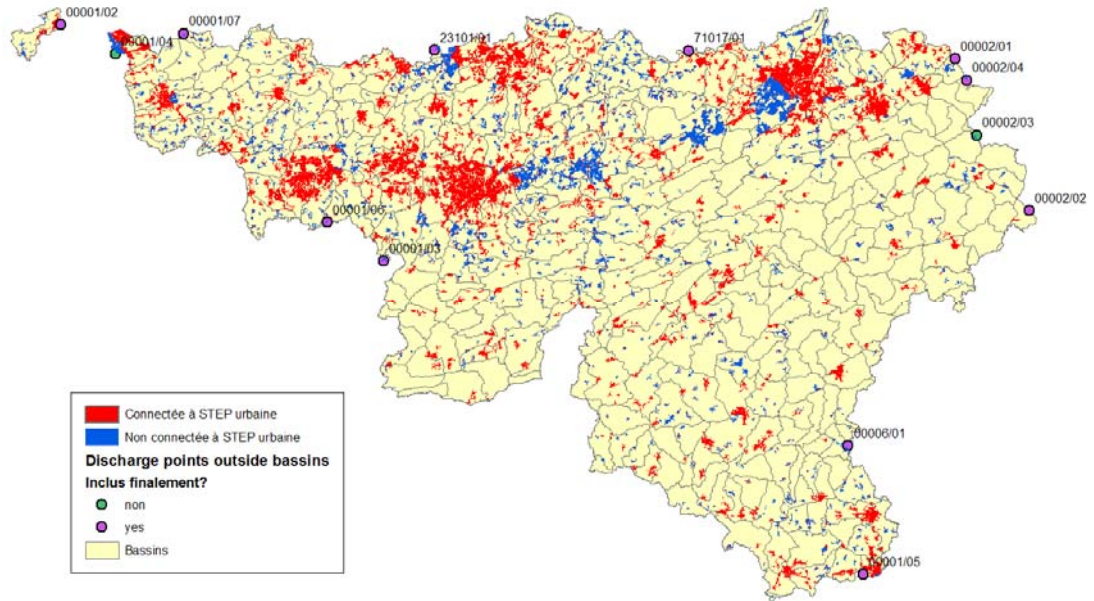 00001/02
00001/07
00001/04
23101/01
71017/01
00002/01
00002/04
00002/03
00002/02
00001/06
00001/03
00006/01
00001/05
Connectée à STEP urbaine
Non connectée à STEP urbaine
Discharge points outside bassins
Inclus finalement?
non
yes
Bassins